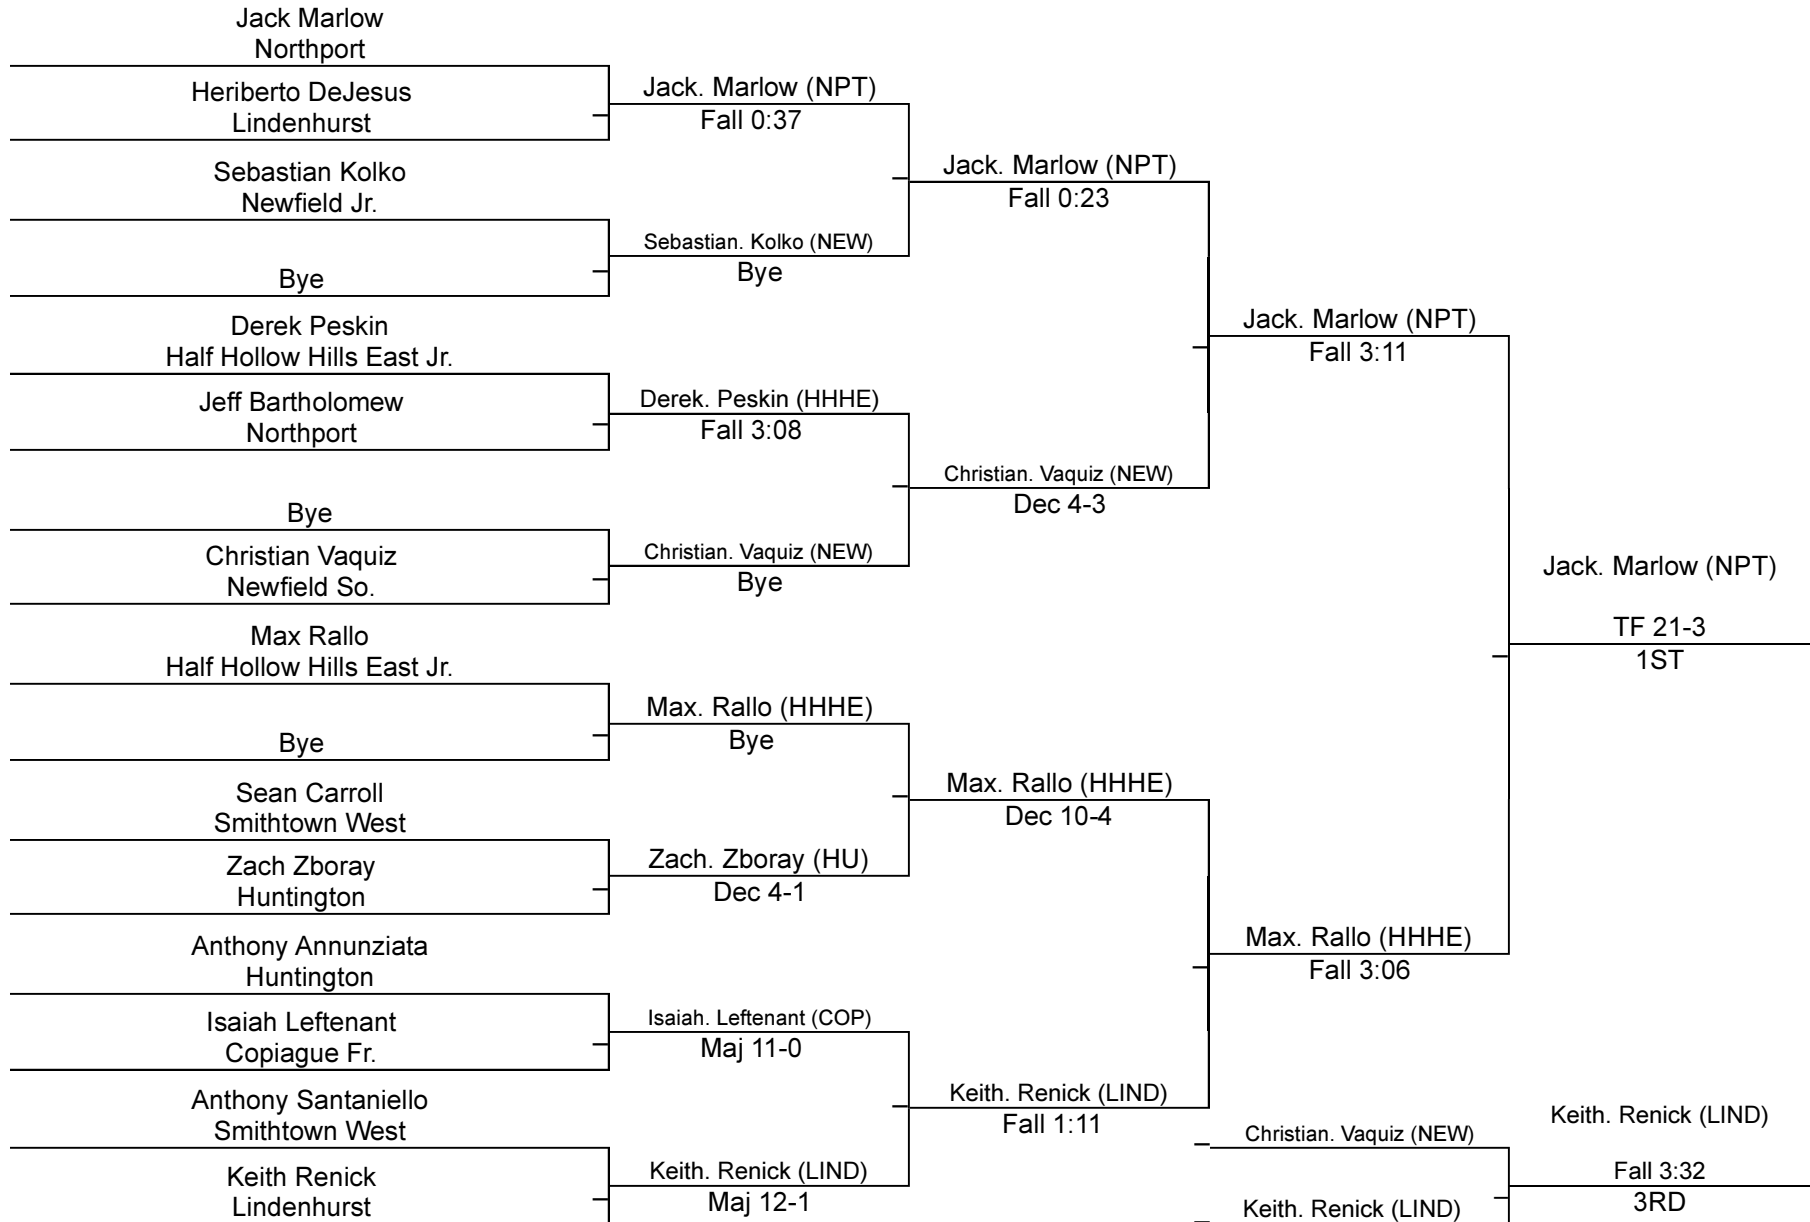 Jack Marlow
Northport
Heriberto DeJesus
Lindenhurst
Sebastian Kolko
Newfield Jr.
Bye
Derek Peskin
Half Hollow Hills East Jr.
Jeff Bartholomew
Northport
Bye
Christian Vaquiz
Newfield So.
Max Rallo
Half Hollow Hills East Jr.
Bye
Sean Carroll
Smithtown West
Zach Zboray
Huntington
Anthony Annunziata
Huntington
Isaiah Leftenant
Copiague Fr.
Anthony Santaniello
Smithtown West
Keith Renick
Lindenhurst
Jack. Marlow (NPT)
Fall 0:37
Sebastian. Kolko (NEW)
Bye
Derek. Peskin (HHHE)
Fall 3:08
Christian. Vaquiz (NEW)
Bye
Max. Rallo (HHHE)
Bye
Zach. Zboray (HU)
Dec 4-1
Isaiah. Leftenant (COP)
Maj 11-0
Keith. Renick (LIND)
Maj 12-1
Jack. Marlow (NPT)
Fall 0:23
Christian. Vaquiz (NEW)
Dec 4-3
Max. Rallo (HHHE)
Dec 10-4
Keith. Renick (LIND)
Fall 1:11
Jack. Marlow (NPT)
Fall 3:11
Max. Rallo (HHHE)
Fall 3:06
Jack. Marlow (NPT)
TF 21-3
1ST
Christian. Vaquiz (NEW)
Keith. Renick (LIND)
Keith. Renick (LIND)
Fall 3:32
3RD